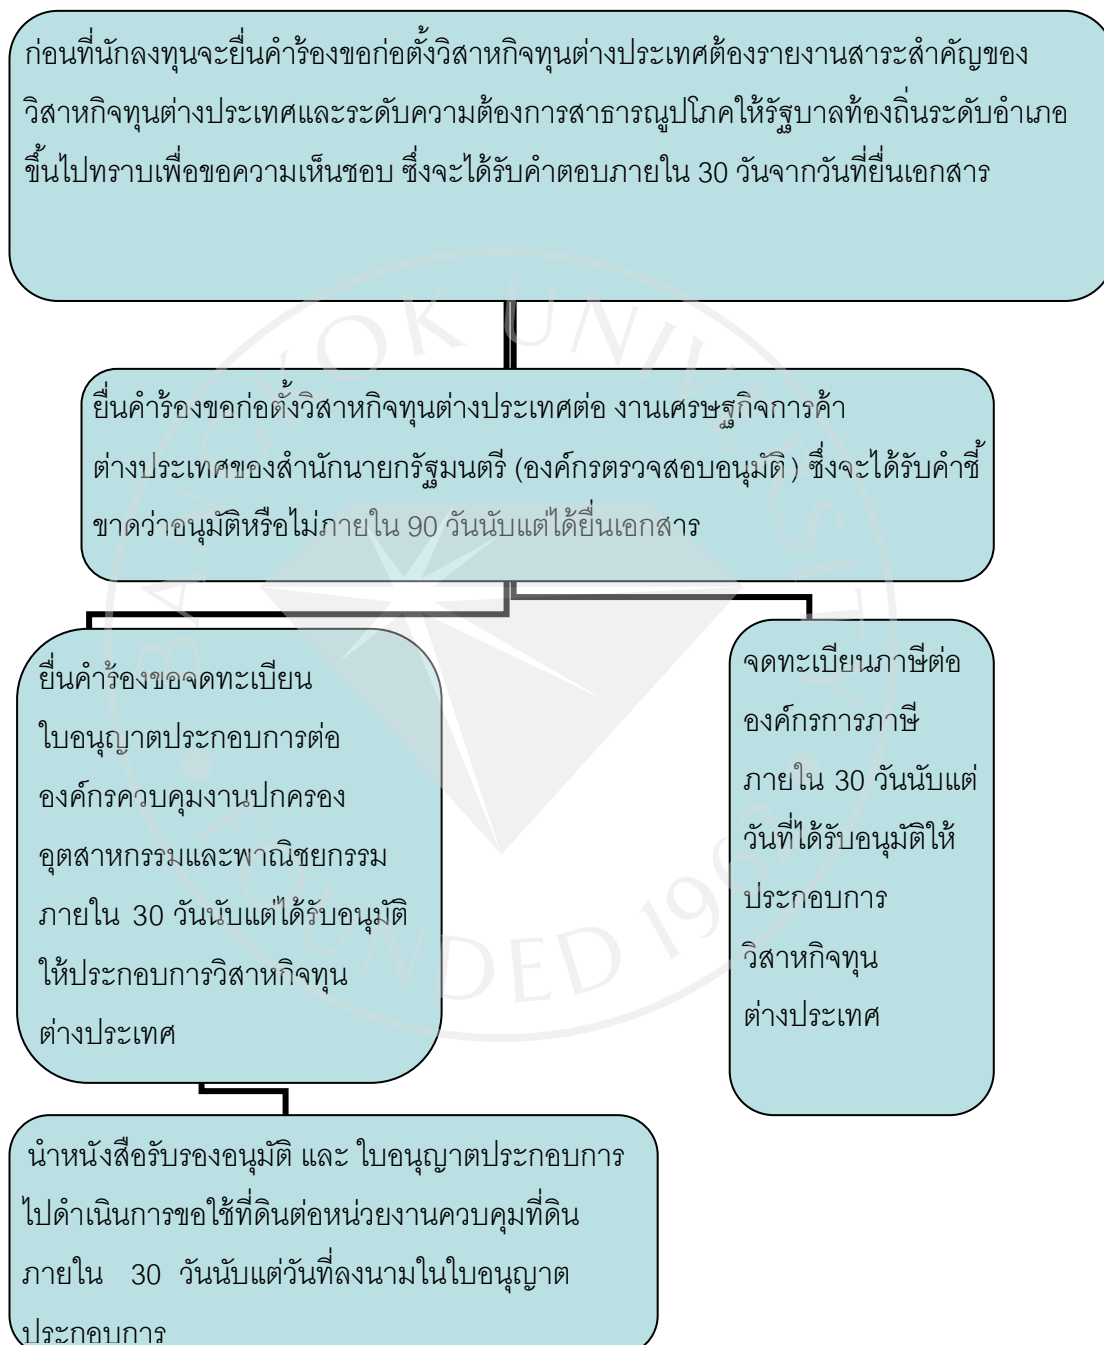 ก่อนที่นักลงทุนจะยื่นคำร้องขอก่อตั้งวิสาหกิจทุนต่างประเทศต้องรายงานสาระสำคัญของ
วิสาหกิจทุนต่างประเทศและระดับความต้องการสาธารณูปโภคให้รัฐบาลท้องถิ่นระดับอำเภอ
ขึ้นไปทราบเพื่อขอความเห็นชอบ ซึ่งจะได้รับคำตอบภายใน 30 วันจากวันที่ยื่นเอกสาร
ยื่นคำร้องขอก่อตั้งวิสาหกิจทุนต่างประเทศต่อ งานเศรษฐกิจการค้า
ต่างประเทศของสำนักนายกรัฐมนตรี (องค์กรตรวจสอบอนุมัติ) ซึ่งจะได้รับคำชี้
ขาดว่าอนุมัติหรือไม่ภายใน 90 วันนับแต่ได้ยื่นเอกสาร
ยื่นคำร้องขอจดทะเบียน
ใบอนุญาตประกอบการต่อ
องค์กรควบคุมงานปกครอง
อุตสาหกรรมและพาณิชยกรรม
ภายใน 30 วันนับแต่ได้รับอนุมัติ
ให้ประกอบการวิสาหกิจทุน
ต่างประเทศ
จดทะเบียนภาษีต่อ
องค์กรการภาษี
ภายใน 30 วันนับแต่
วันที่ได้รับอนุมัติให้
ประกอบการ
วิสาหกิจทุน
ต่างประเทศ
นำหนังสือรับรองอนุมัติ และ ใบอนุญาตประกอบการ
ไปดำเนินการขอใช้ที่ดินต่อหน่วยงานควบคุมที่ดิน
ภายใน 30 วันนับแต่วันที่ลงนามในใบอนุญาต
ประกอบการ
BANGKOK UNIVERSITY
FOUNDED 1962